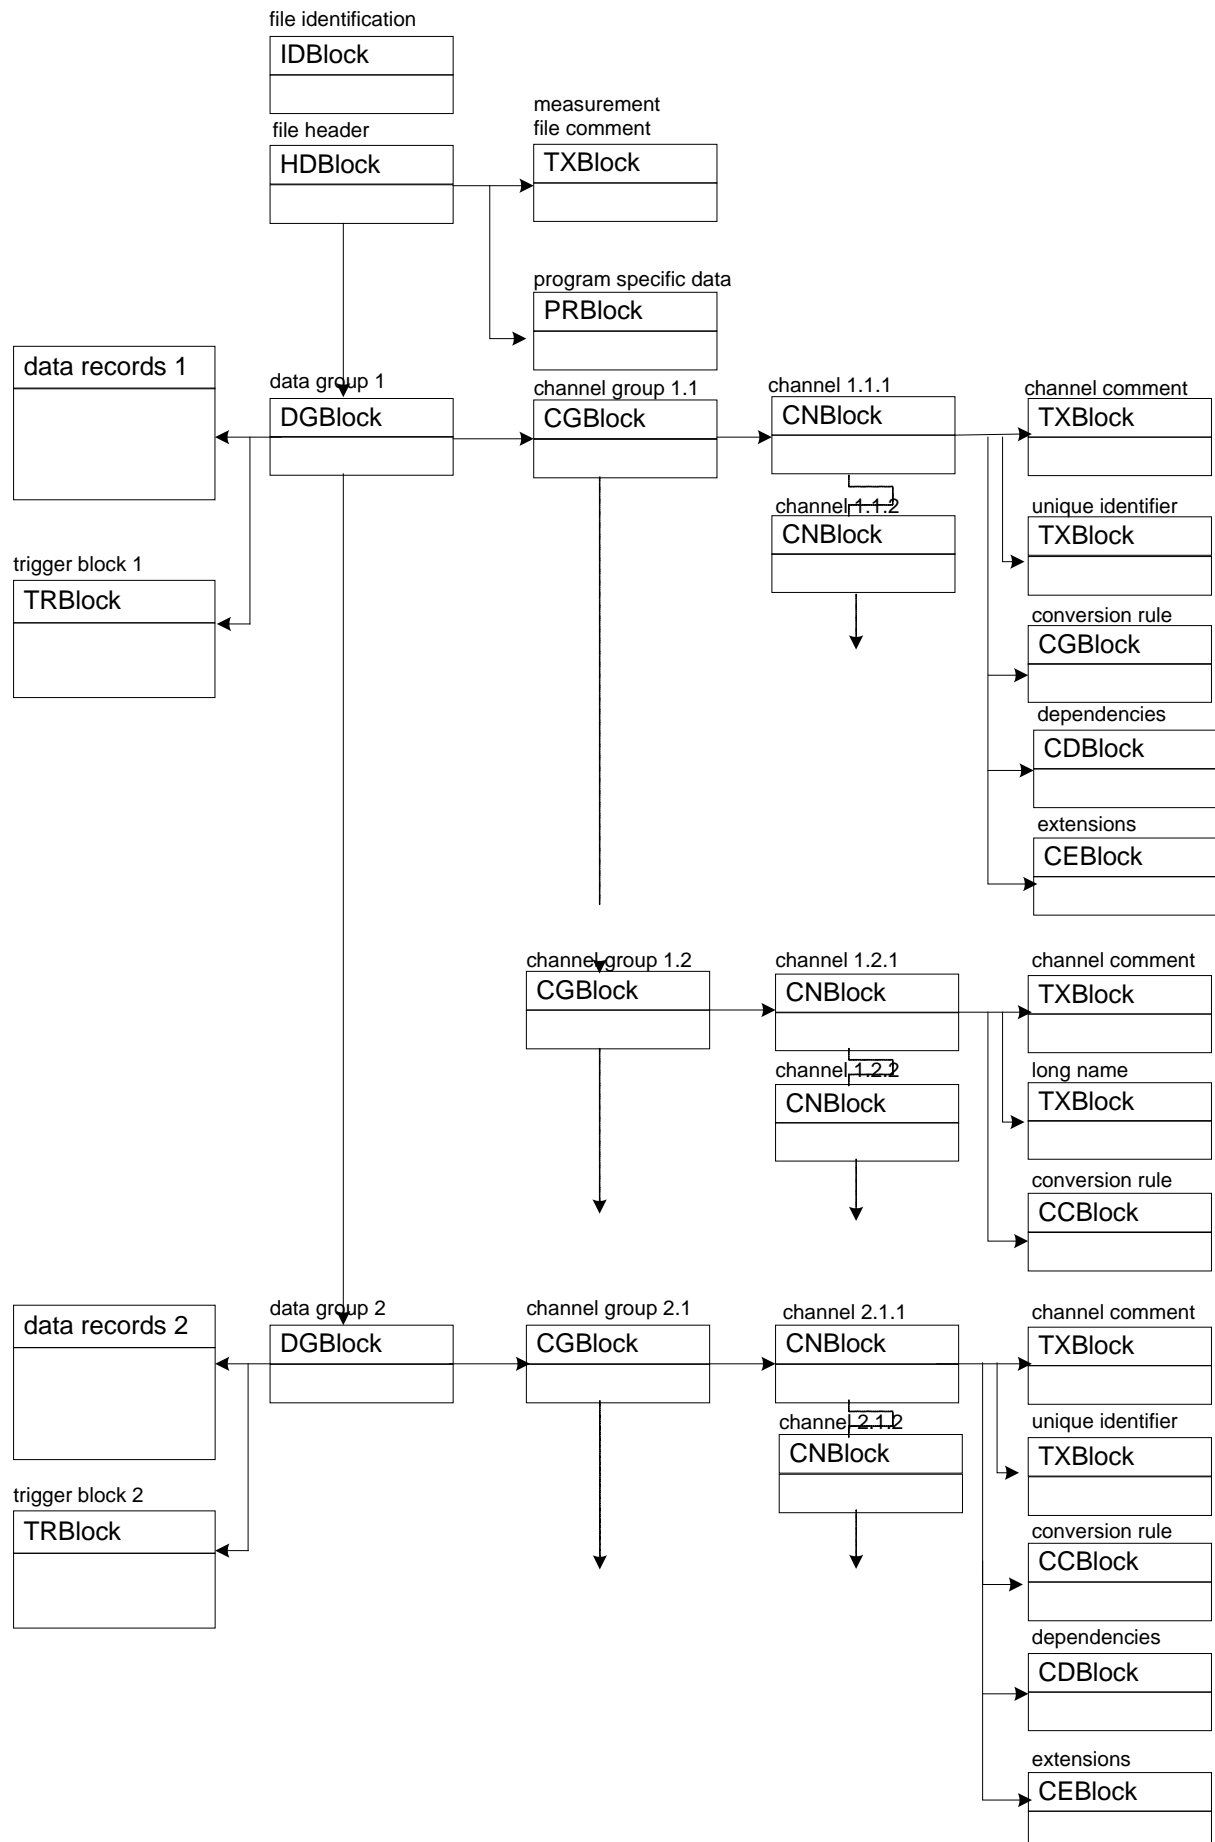 file identification
IDBlock
file header
HDBlock
measurement
file comment
TXBlock
program specific data
PRBlock
data records 1
data group 1
DGBlock
channel group 1.1
CGBlock
channel 1.1.1
CNBlock
channel comment
TXBlock
channel 1.1.2
CNBlock
unique identifier
TXBlock
trigger block 1
TRBlock
conversion rule
CGBlock
dependencies
CDBlock
extensions
CEBlock
channel group 1.2
CGBlock
channel 1.2.1
CNBlock
channel comment
TXBlock
channel 1.2.2
CNBlock
long name
TXBlock
conversion rule
CCBlock
data records 2
data group 2
DGBlock
channel group 2.1
CGBlock
channel 2.1.1
CNBlock
channel comment
TXBlock
channel 2.1.2
CNBlock
unique identifier
TXBlock
trigger block 2
TRBlock
conversion rule
CCBlock
dependencies
CDBlock
extensions
CEBlock